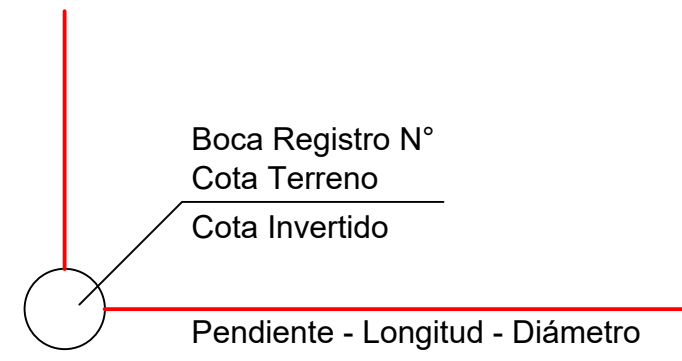 Boca Registro N°
Cota Terreno
Cota Invertido
Pendiente - Longitud - Diámetro